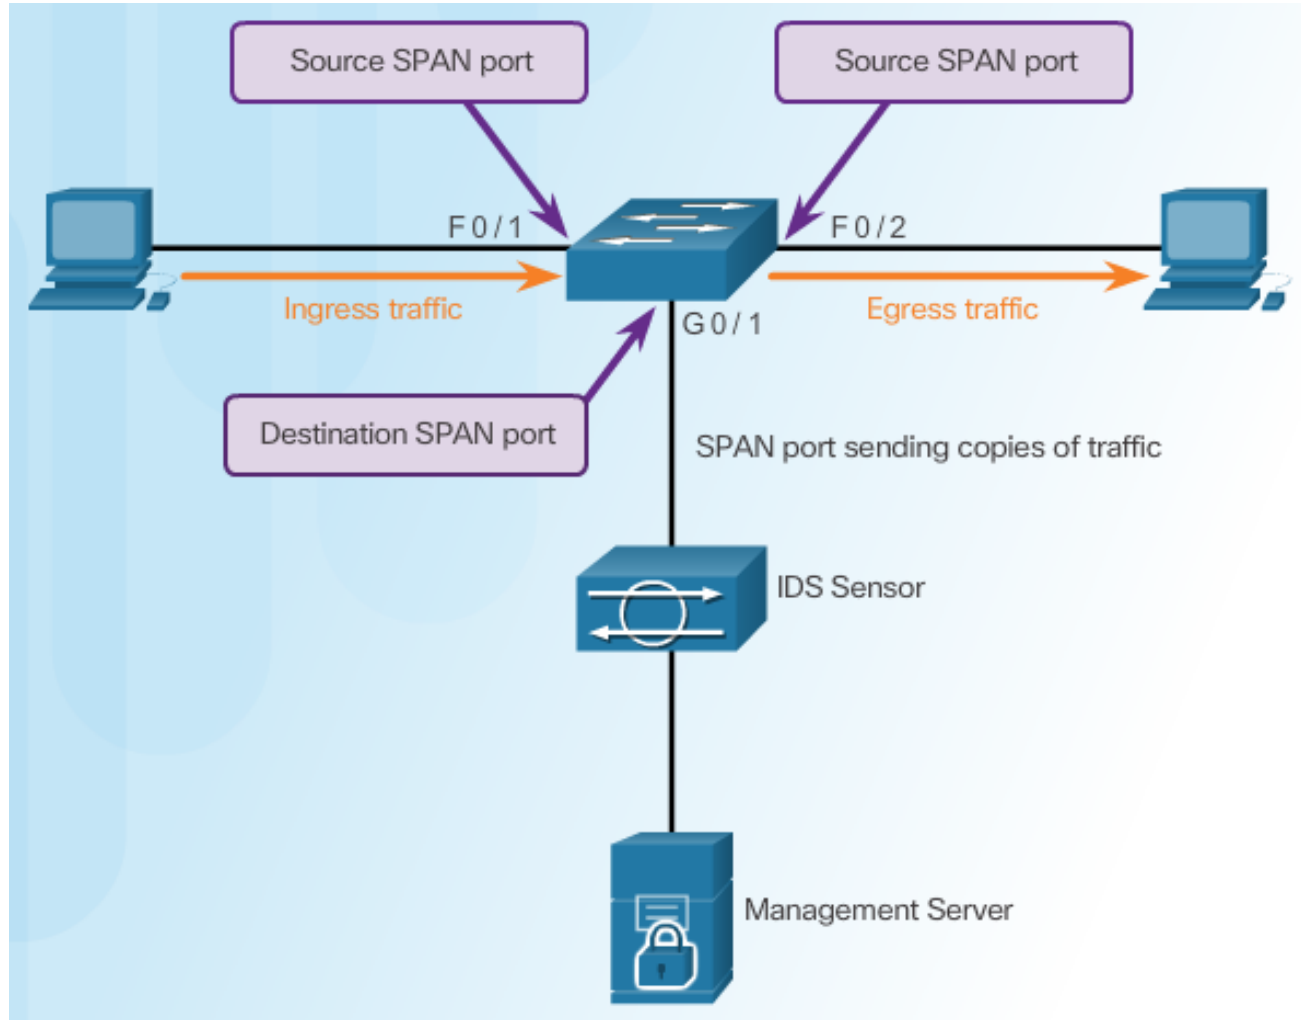 Source SPAN port
Source SPAN port
F0/1
F0/2
Ingress traffic
Egress traffic
G0/1
Destination SPAN port
SPAN port sending copies of traffic
IDS Sensor
Management Server